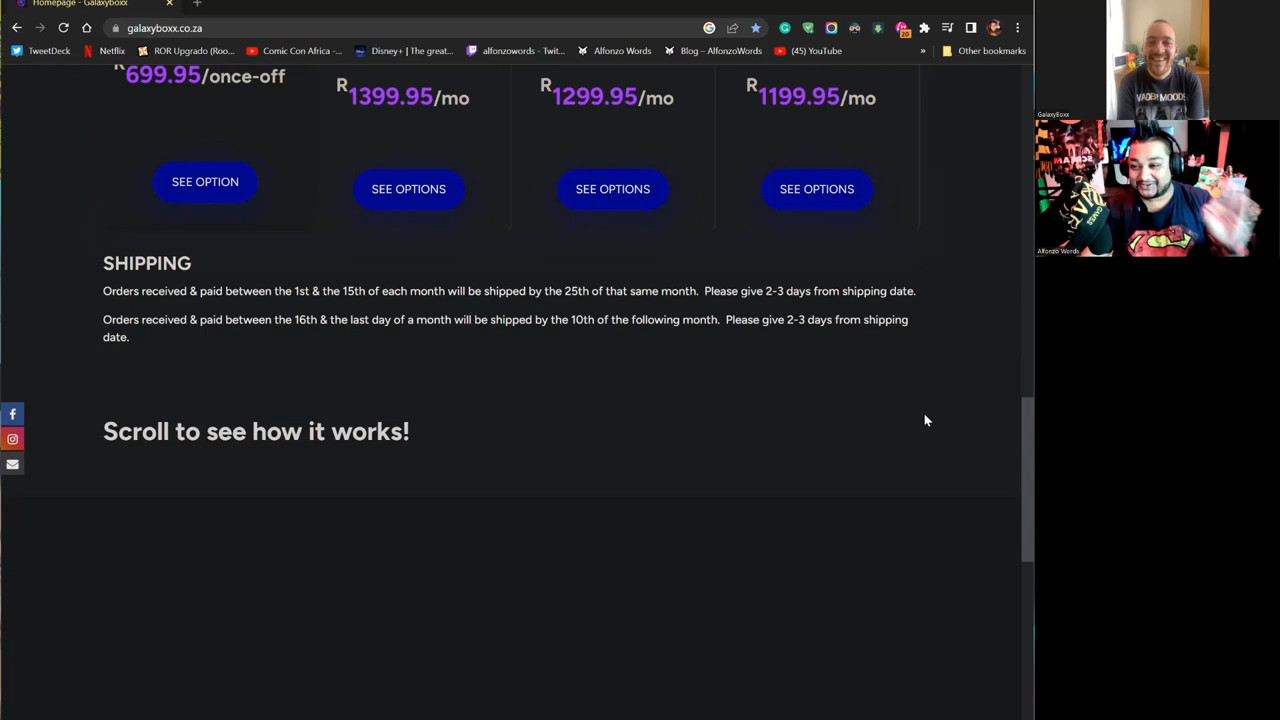 Homepage - Galaxyboxx
galaxyboxx.co.za
TweetDeck
Netflix
ROR Upgrado (Roo...
Comic Con Africa -...
Disney+ | The great...
alfonzowords - Twit...
Alfonzo Words
Blog – AlfonzoWords
(45) YouTube
»
Other bookmarks
20
R699.95/once-off
R1399.95/mo
R1299.95/mo
R1199.95/mo
SEE OPTION
SEE OPTIONS
SEE OPTIONS
SEE OPTIONS
SHIPPING
Orders received & paid between the 1st & the 15th of each month will be shipped by the 25th of that same month. Please give 2-3 days from shipping date.
Orders received & paid between the 16th & the last day of a month will be shipped by the 10th of the following month. Please give 2-3 days from shipping
date.
Scroll to see how it works!
VADER MOODS
GalaxyBoxx
GAMES
Alfonzo Words